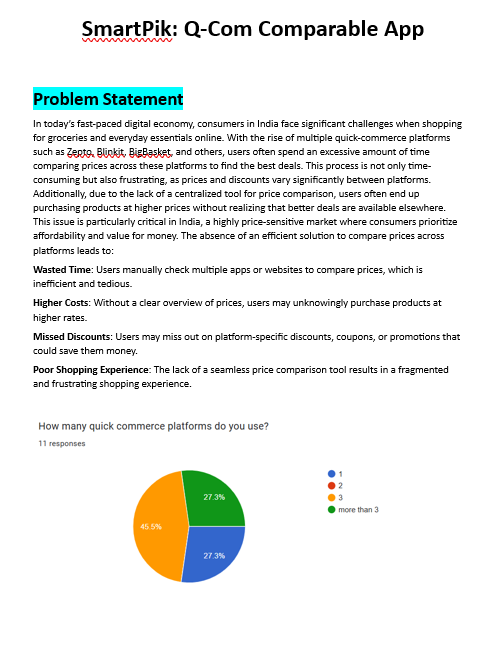 SmartPik: Q-Com Comparable App
Problem Statement
In today's fast-paced digital economy, consumers in India face significant challenges when shopping
for groceries and everyday essentials online. With the rise of multiple quick-commerce platforms
such as Zepto, Blinkit, BigBasket, and others, users often spend an excessive amount of time
comparing prices across these platforms to find the best deals. This process is not only time-
consuming but also frustrating, as prices and discounts vary significantly between platforms.
Additionally, due to the lack of a centralized tool for price comparison, users often end up
purchasing products at higher prices without realizing that better deals are available elsewhere.
This issue is particularly critical in India, a highly price-sensitive market where consumers prioritize
affordability and value for money. The absence of an efficient solution to compare prices across
platforms leads to:
Wasted Time: Users manually check multiple apps or websites to compare prices, which is
inefficient and tedious.
Higher Costs: Without a clear overview of prices, users may unknowingly purchase products at
higher rates.
Missed Discounts: Users may miss out on platform-specific discounts, coupons, or promotions that
could save them money.
Poor Shopping Experience: The lack of a seamless price comparison tool results in a fragmented
and frustrating shopping experience.
How many quick commerce platforms do you use?
11 responses
27.3%
45.5%
27.3%
1
2
3
more than 3